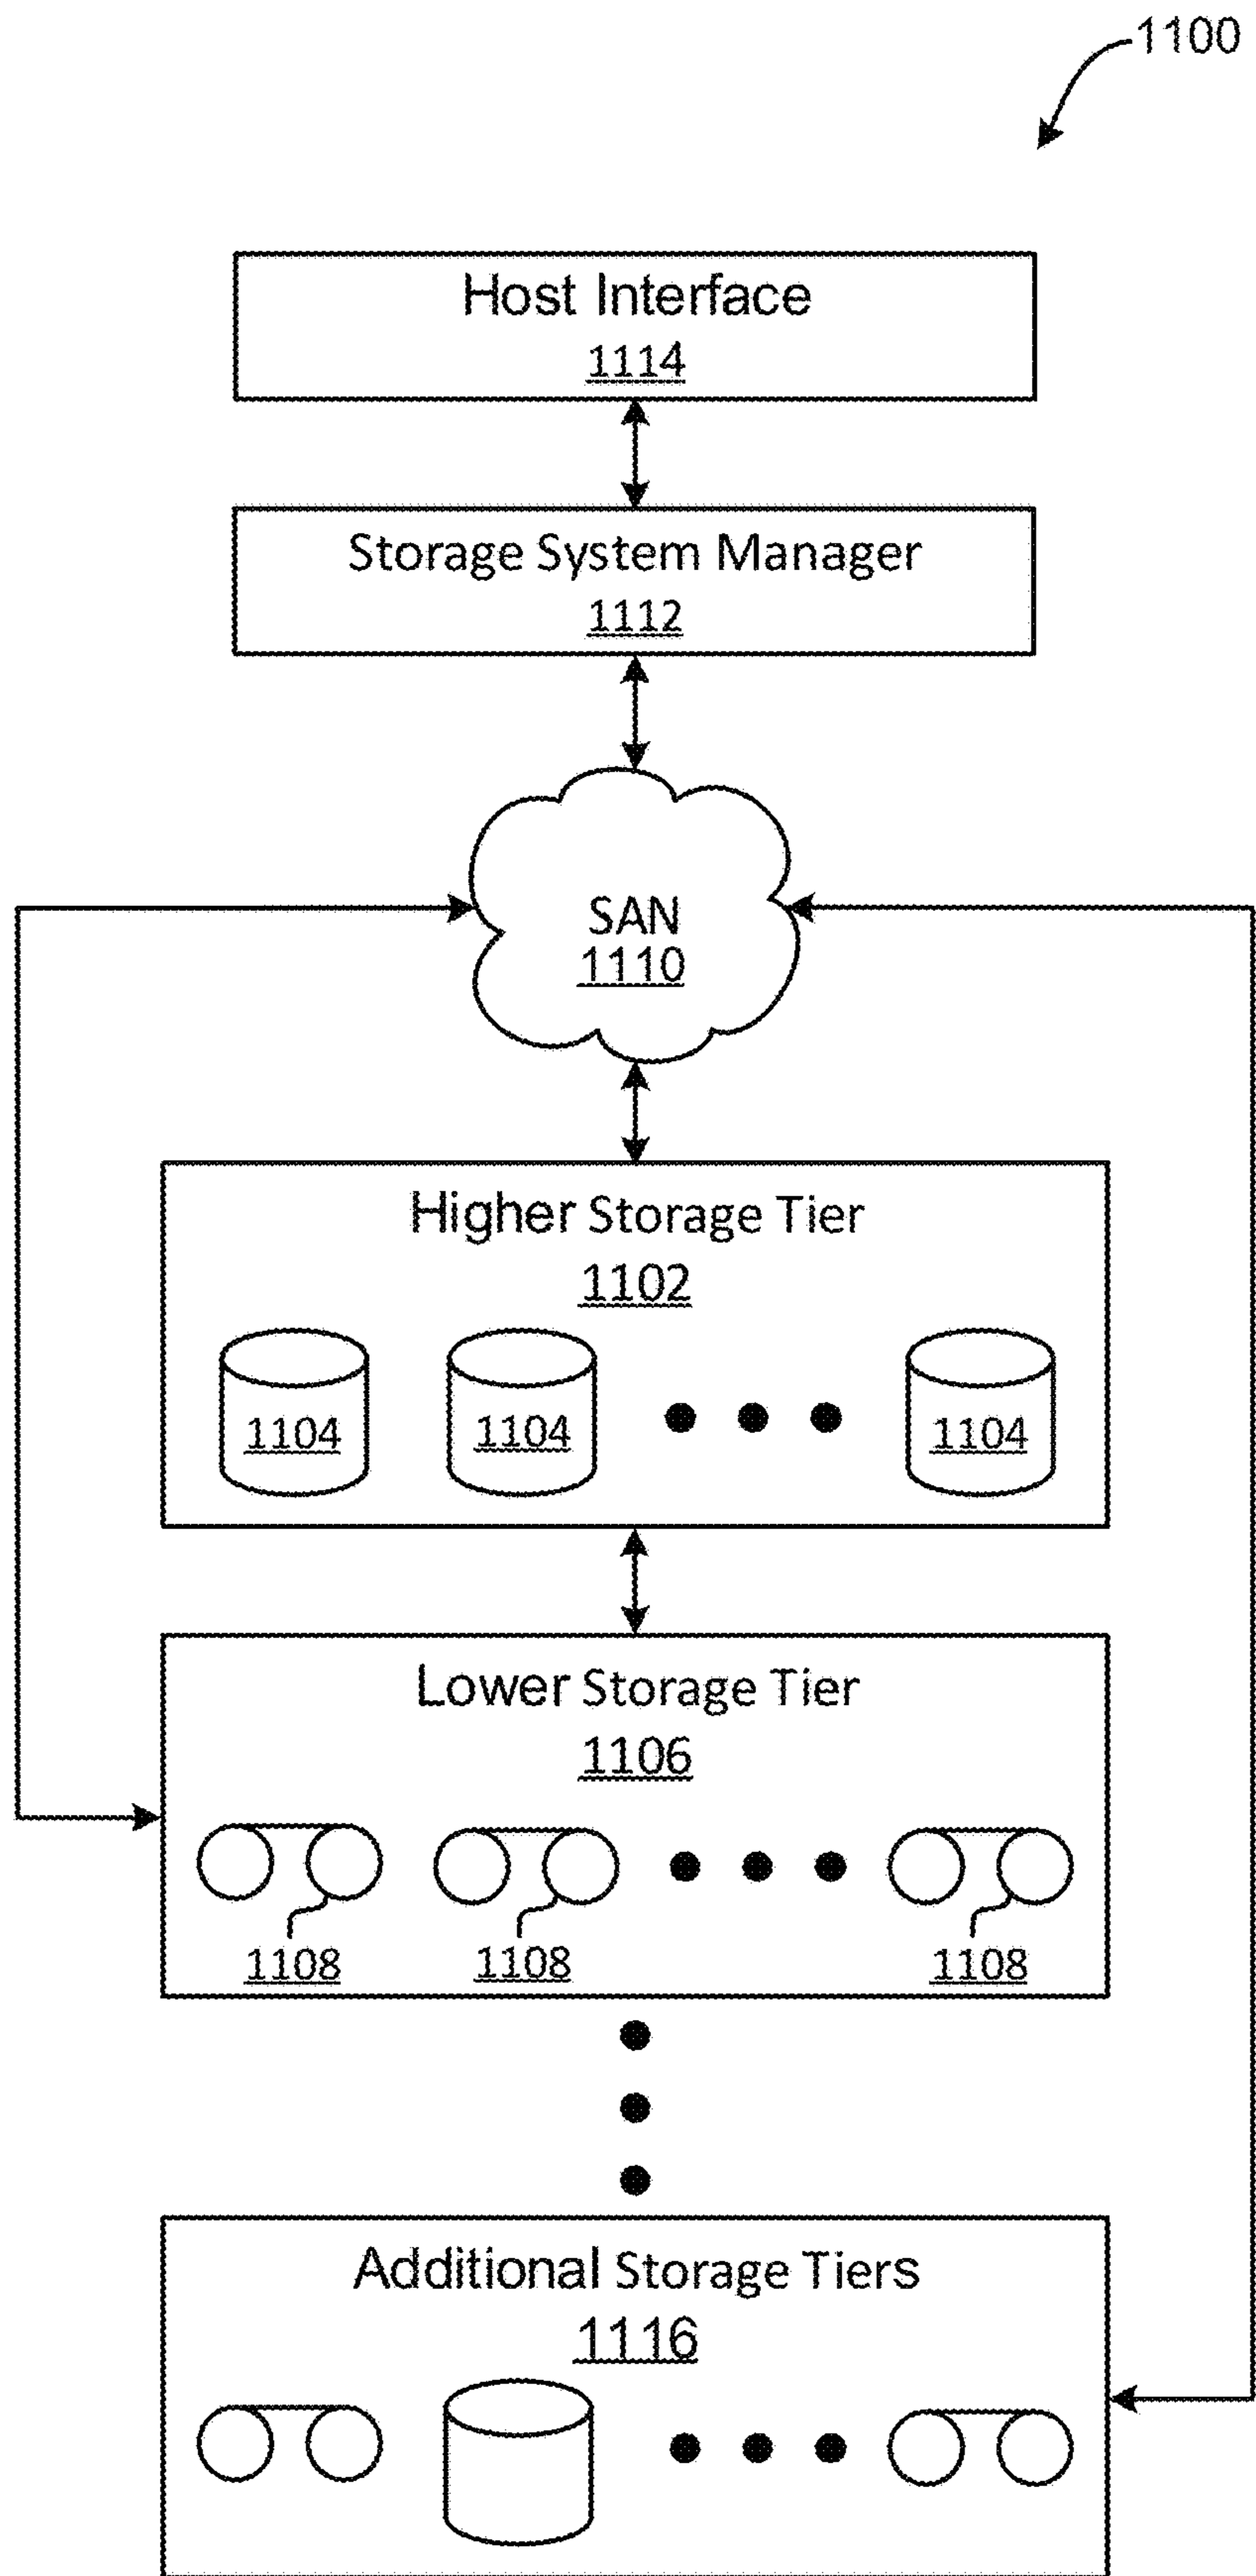 1100
Host Interface
1114
Storage System Manager
1112
SAN
1110
Higher Storage Tier
1102
1104 1104 1104
Lower Storage Tier
1106
1108 1108 1108
Additional Storage Tiers
1116